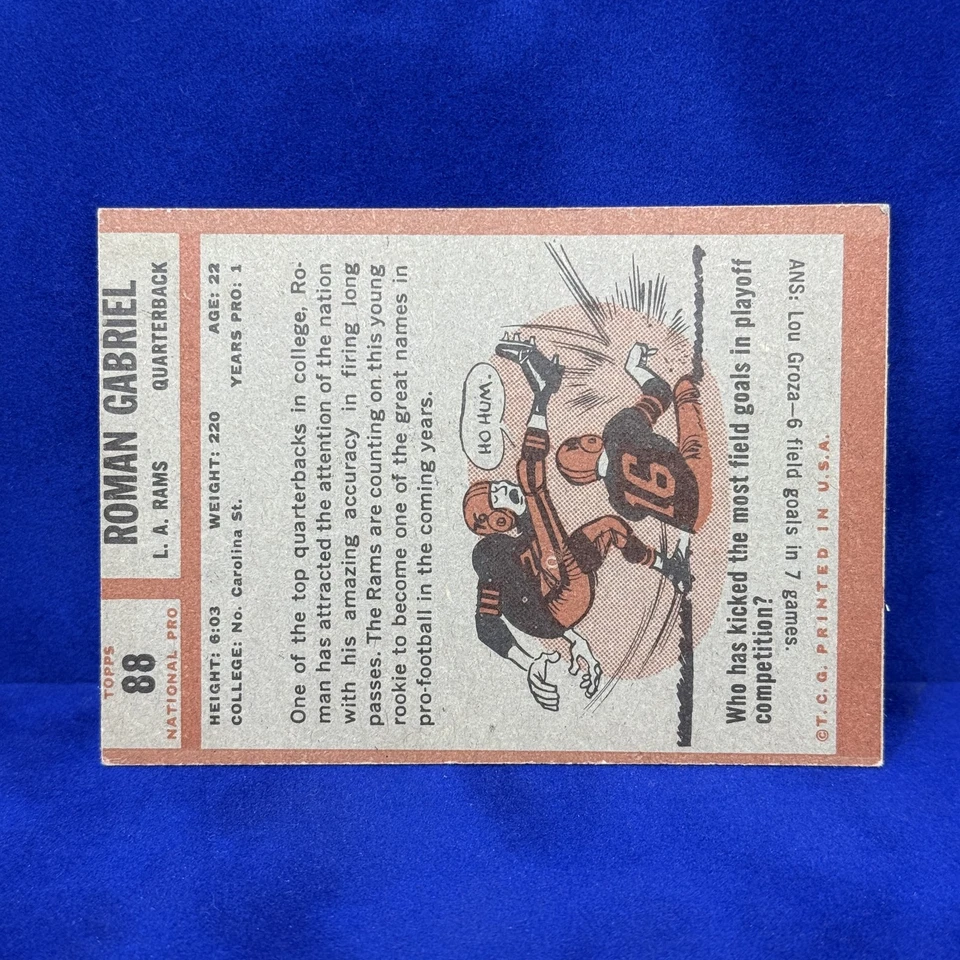 TOPPS
88
NATIONAL PRO
ROMAN GABRIEL
L. A. RAMS QUARTERBACK
HEIGHT: 6:03 WEIGHT: 220 AGE: 22
COLLEGE: No. Carolina St. YEARS PRO: 1
One of the top quarterbacks in college, Ro-
man has attracted the attention of the nation
with his amazing accuracy in firing long
passes. The Rams are counting on this young
rookie to become one of the great names in
pro-football in the coming years.
HO HUM.
76
7
16
Who has kicked the most field goals in playoff
competition?
ANS: Lou Groza—6 field goals in 7 games.
© T. C. G. PRINTED IN U.S.A.